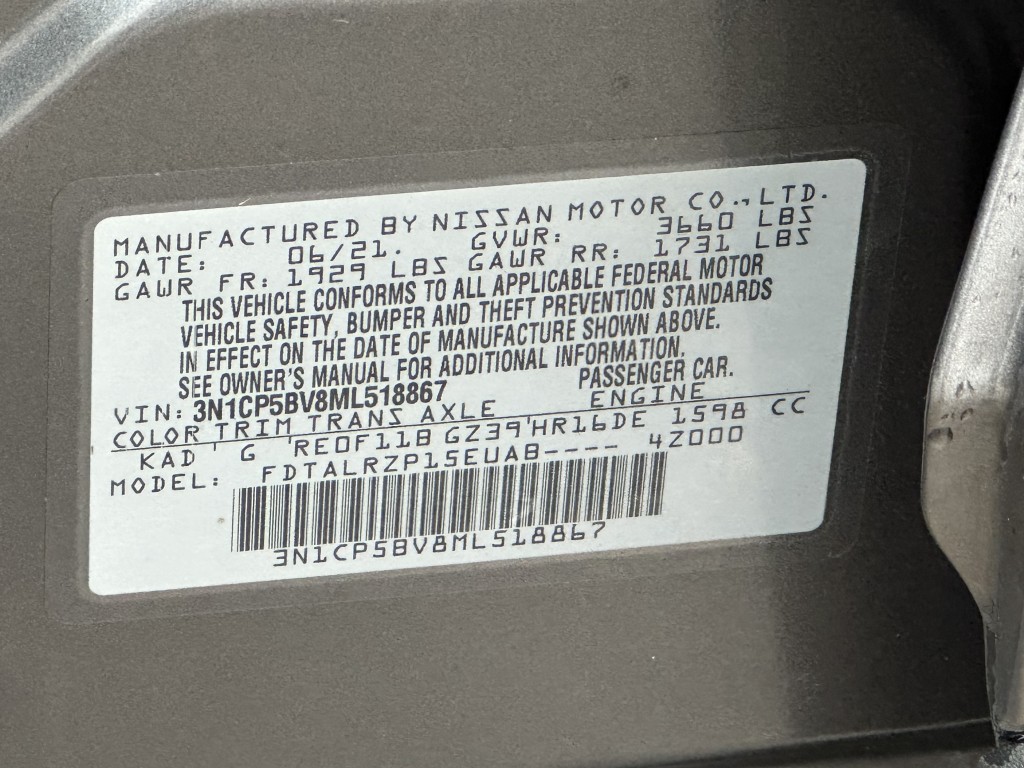 MANUFACTURED BY NISSAN MOTOR CO.,LTD.
DATE: 06/21. GVWR: 3660 LBS
GAWR FR: 1929 LBS GAWR RR: 1731 LBS
THIS VEHICLE CONFORMS TO ALL APPLICABLE FEDERAL MOTOR
VEHICLE SAFETY, BUMPER AND THEFT PREVENTION STANDARDS
IN EFFECT ON THE DATE OF MANUFACTURE SHOWN ABOVE.
SEE OWNER'S MANUAL FOR ADDITIONAL INFORMATION.
VIN: 3N1CP5BV8ML518867 PASSENGER CAR.
COLOR TRIM TRANS AXLE ENGINE
KAD ' G 'RE0F11B GZ39'HR16DE 1598 CC
MODEL: FDTALRZP15EUAB---- 4Z000
3N1CP5BV8ML518867